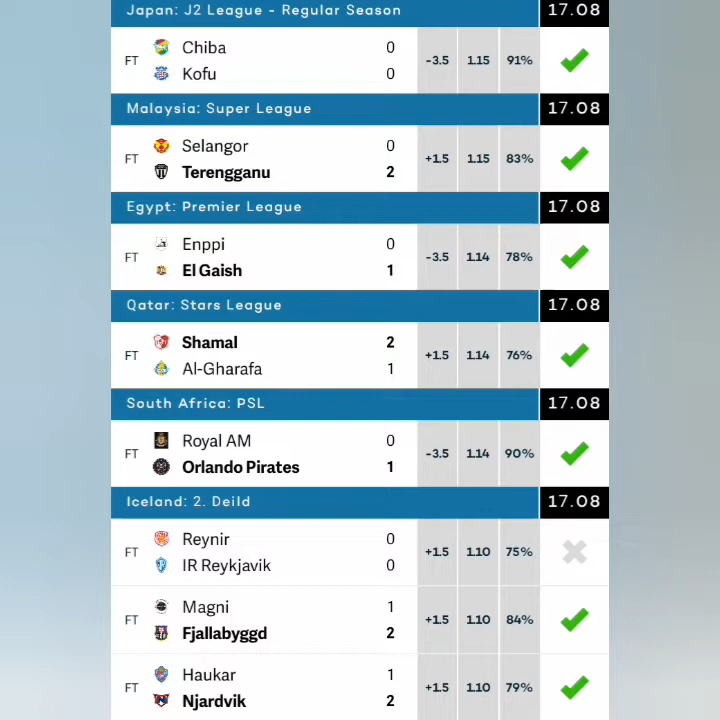 Japan: J2 League - Regular Season 17.08
FT Chiba 0 -3.5 1.15 91%
Kofu 0
Malaysia: Super League 17.08
FT Selangor 0 +1.5 1.15 83%
Terengganu 2
Egypt: Premier League 17.08
FT Enppi 0 -3.5 1.14 78%
El Gaish 1
Qatar: Stars League 17.08
FT Shamal 2 +1.5 1.14 76%
Al-Gharafa 1
South Africa: PSL 17.08
FT Royal AM 0 -3.5 1.14 90%
Orlando Pirates 1
Iceland: 2. Deild 17.08
FT Reynir 0 +1.5 1.10 75%
IR Reykjavik 0
FT Magni 1 +1.5 1.10 84%
Fjallabyggd 2
FT Haukar 1 +1.5 1.10 79%
Njardvik 2